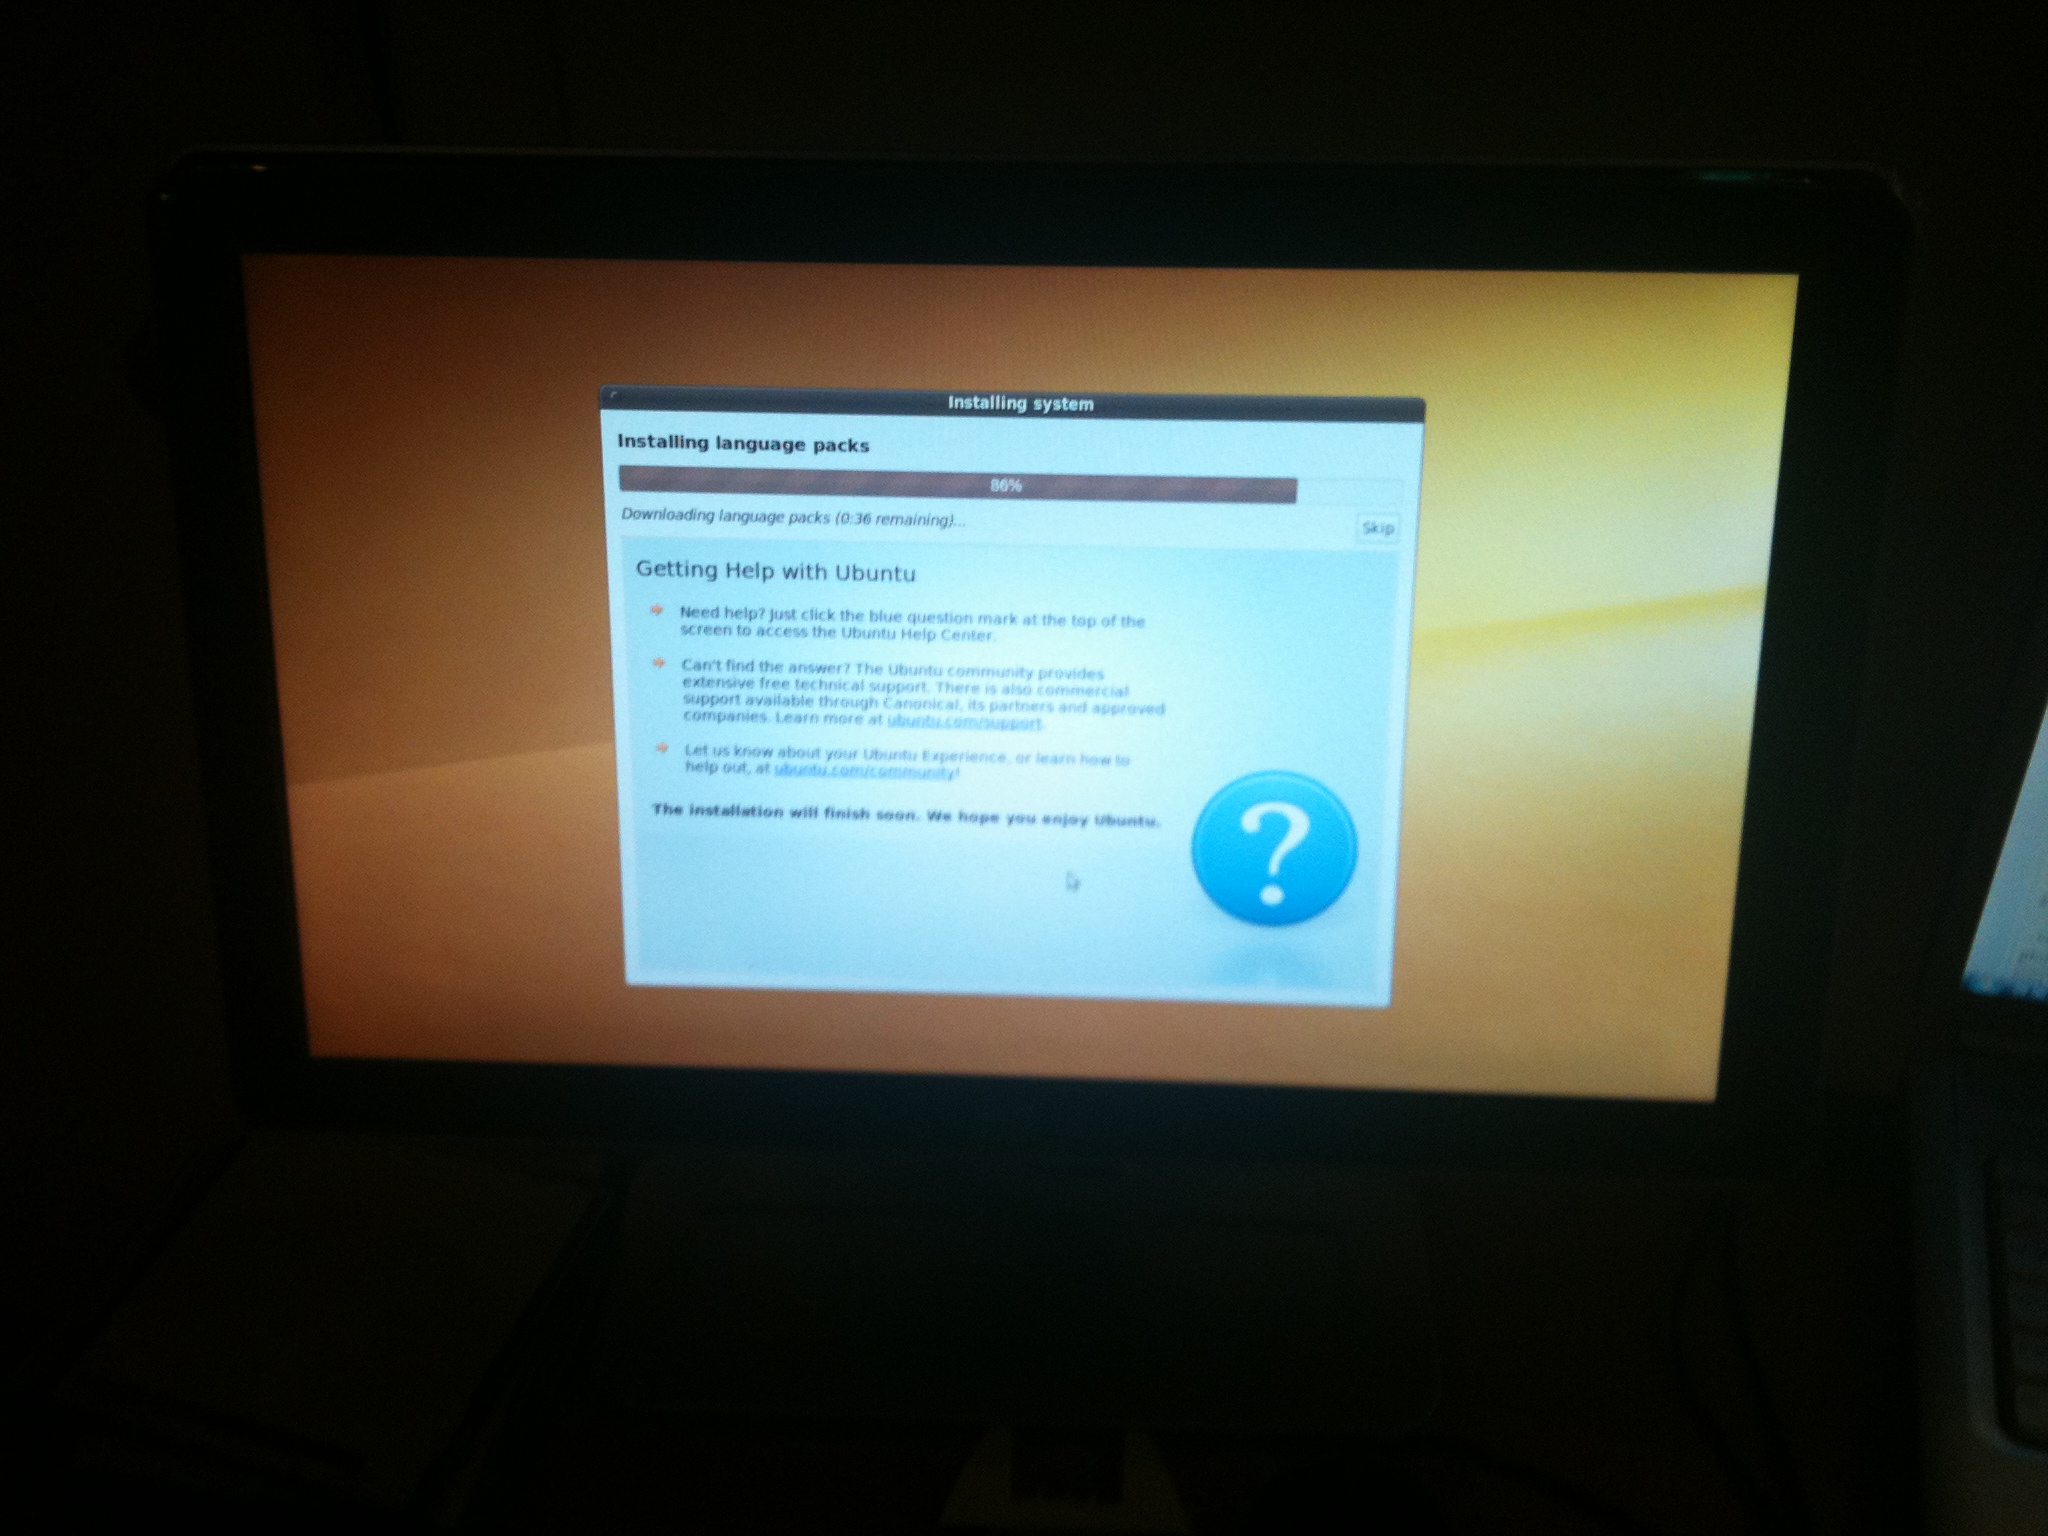 Installing system
Installing language packs
86%
Downloading language packs (0:36 remaining)...
Skip
Getting Help with Ubuntu
Need help? Just click the blue question mark at the top of the
screen to access the Ubuntu Help Center.
Can't find the answer? The Ubuntu community provides
extensive free technical support. There is also commercial
support available through Canonical, its partners and approved
companies. Learn more at ubuntu.com/support.
Let us know about your Ubuntu Experience, or learn how to
help out, at ubuntu.com/community!
The installation will finish soon. We hope you enjoy Ubuntu.
?